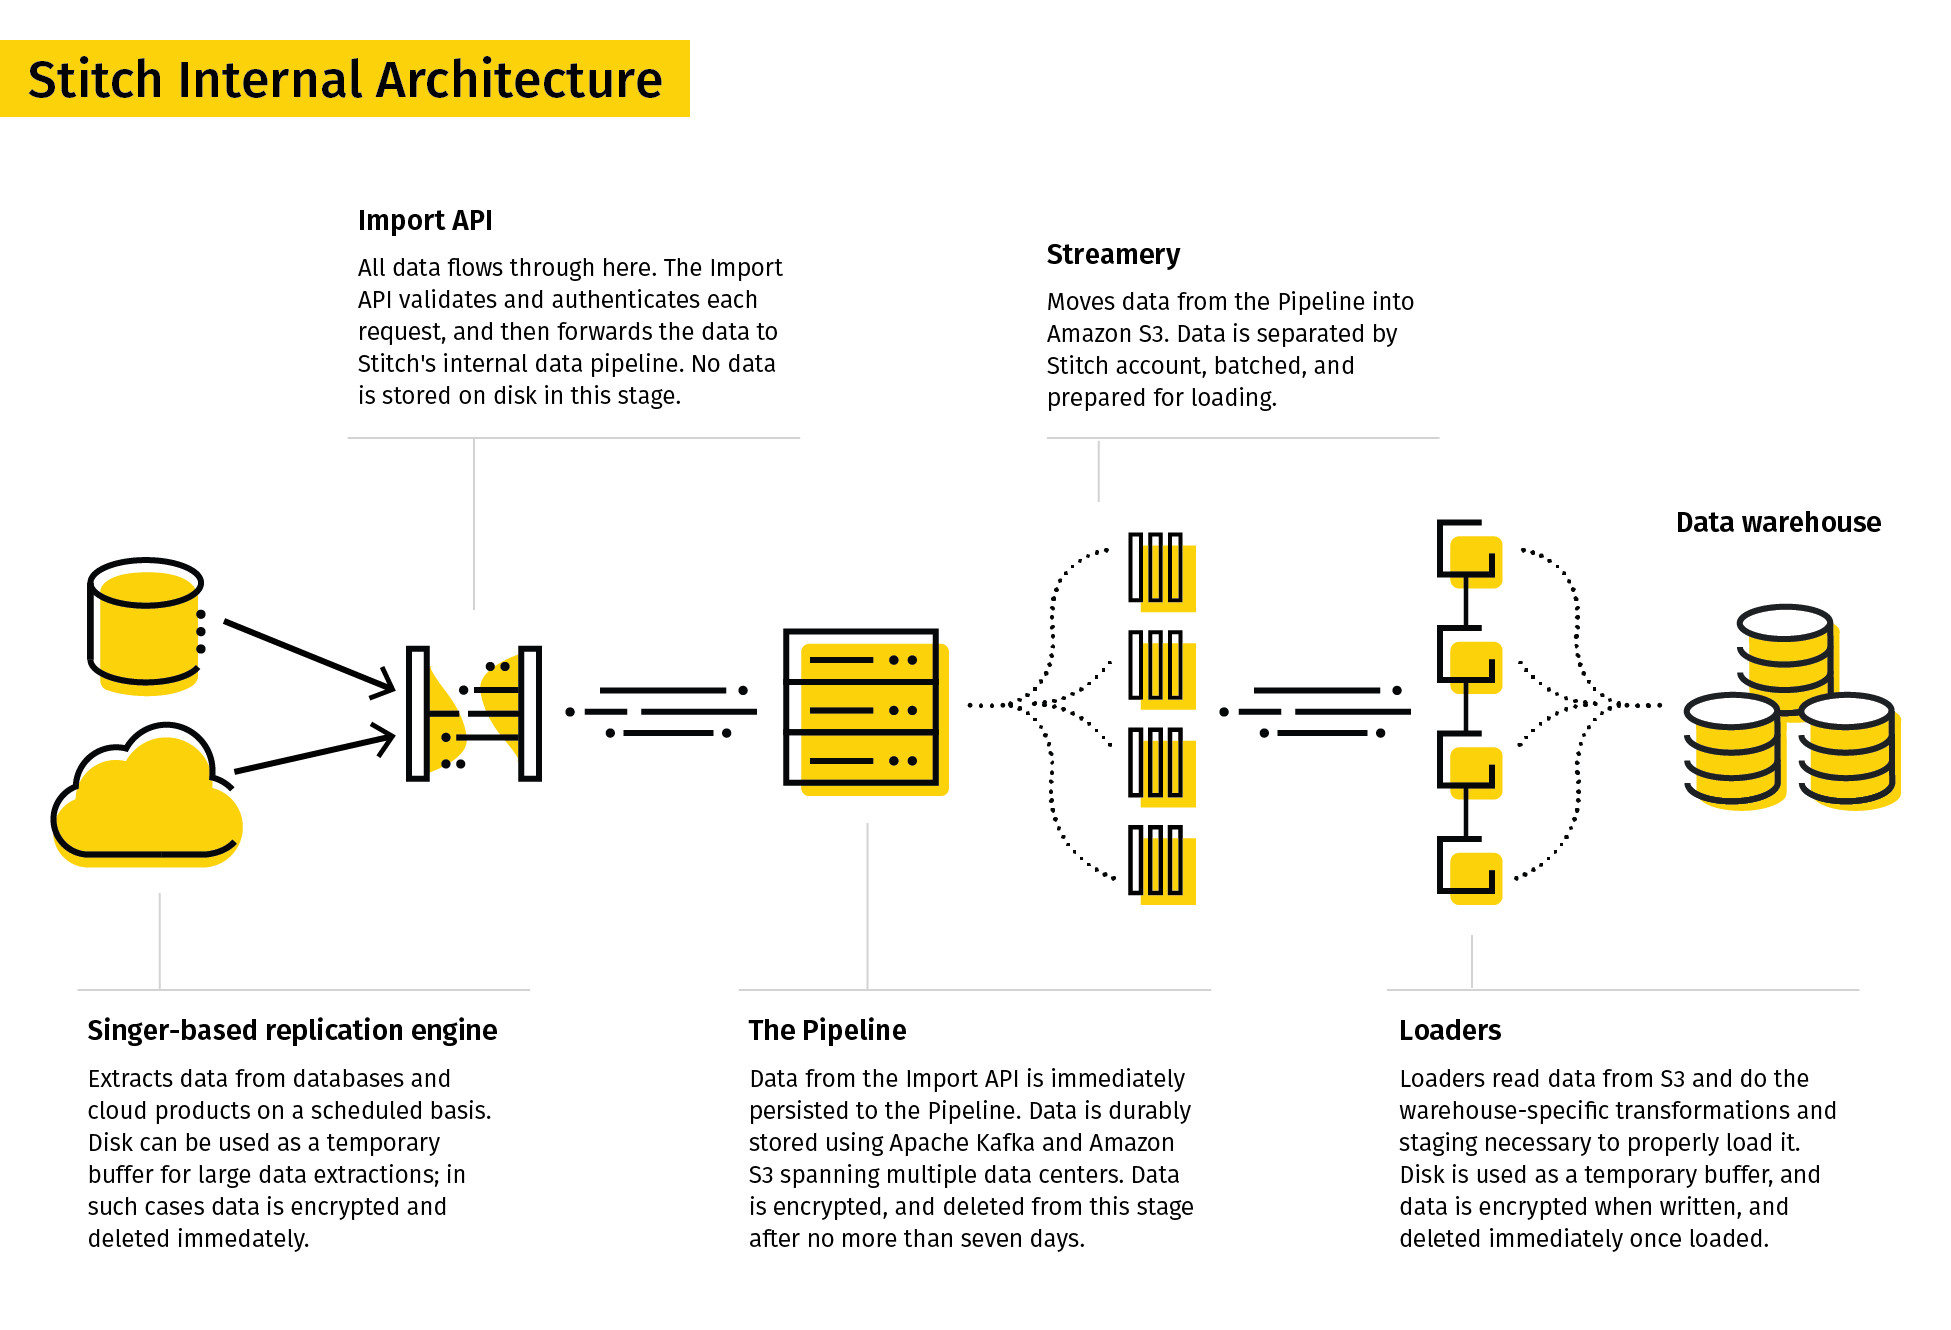 Stitch Internal Architecture
Import API
All data flows through here. The Import
API validates and authenticates each
request, and then forwards the data to
Stitch's internal data pipeline. No data
is stored on disk in this stage.
Streamery
Moves data from the Pipeline into
Amazon S3. Data is separated by
Stitch account, batched, and
prepared for loading.
Data warehouse
Singer-based replication engine
Extracts data from databases and
cloud products on a scheduled basis.
Disk can be used as a temporary
buffer for large data extractions; in
such cases data is encrypted and
deleted immedately.
The Pipeline
Data from the Import API is immediately
persisted to the Pipeline. Data is durably
stored using Apache Kafka and Amazon
S3 spanning multiple data centers. Data
is encrypted, and deleted from this stage
after no more than seven days.
Loaders
Loaders read data from S3 and do the
warehouse-specific transformations and
staging necessary to properly load it.
Disk is used as a temporary buffer, and
data is encrypted when written, and
deleted immediately once loaded.